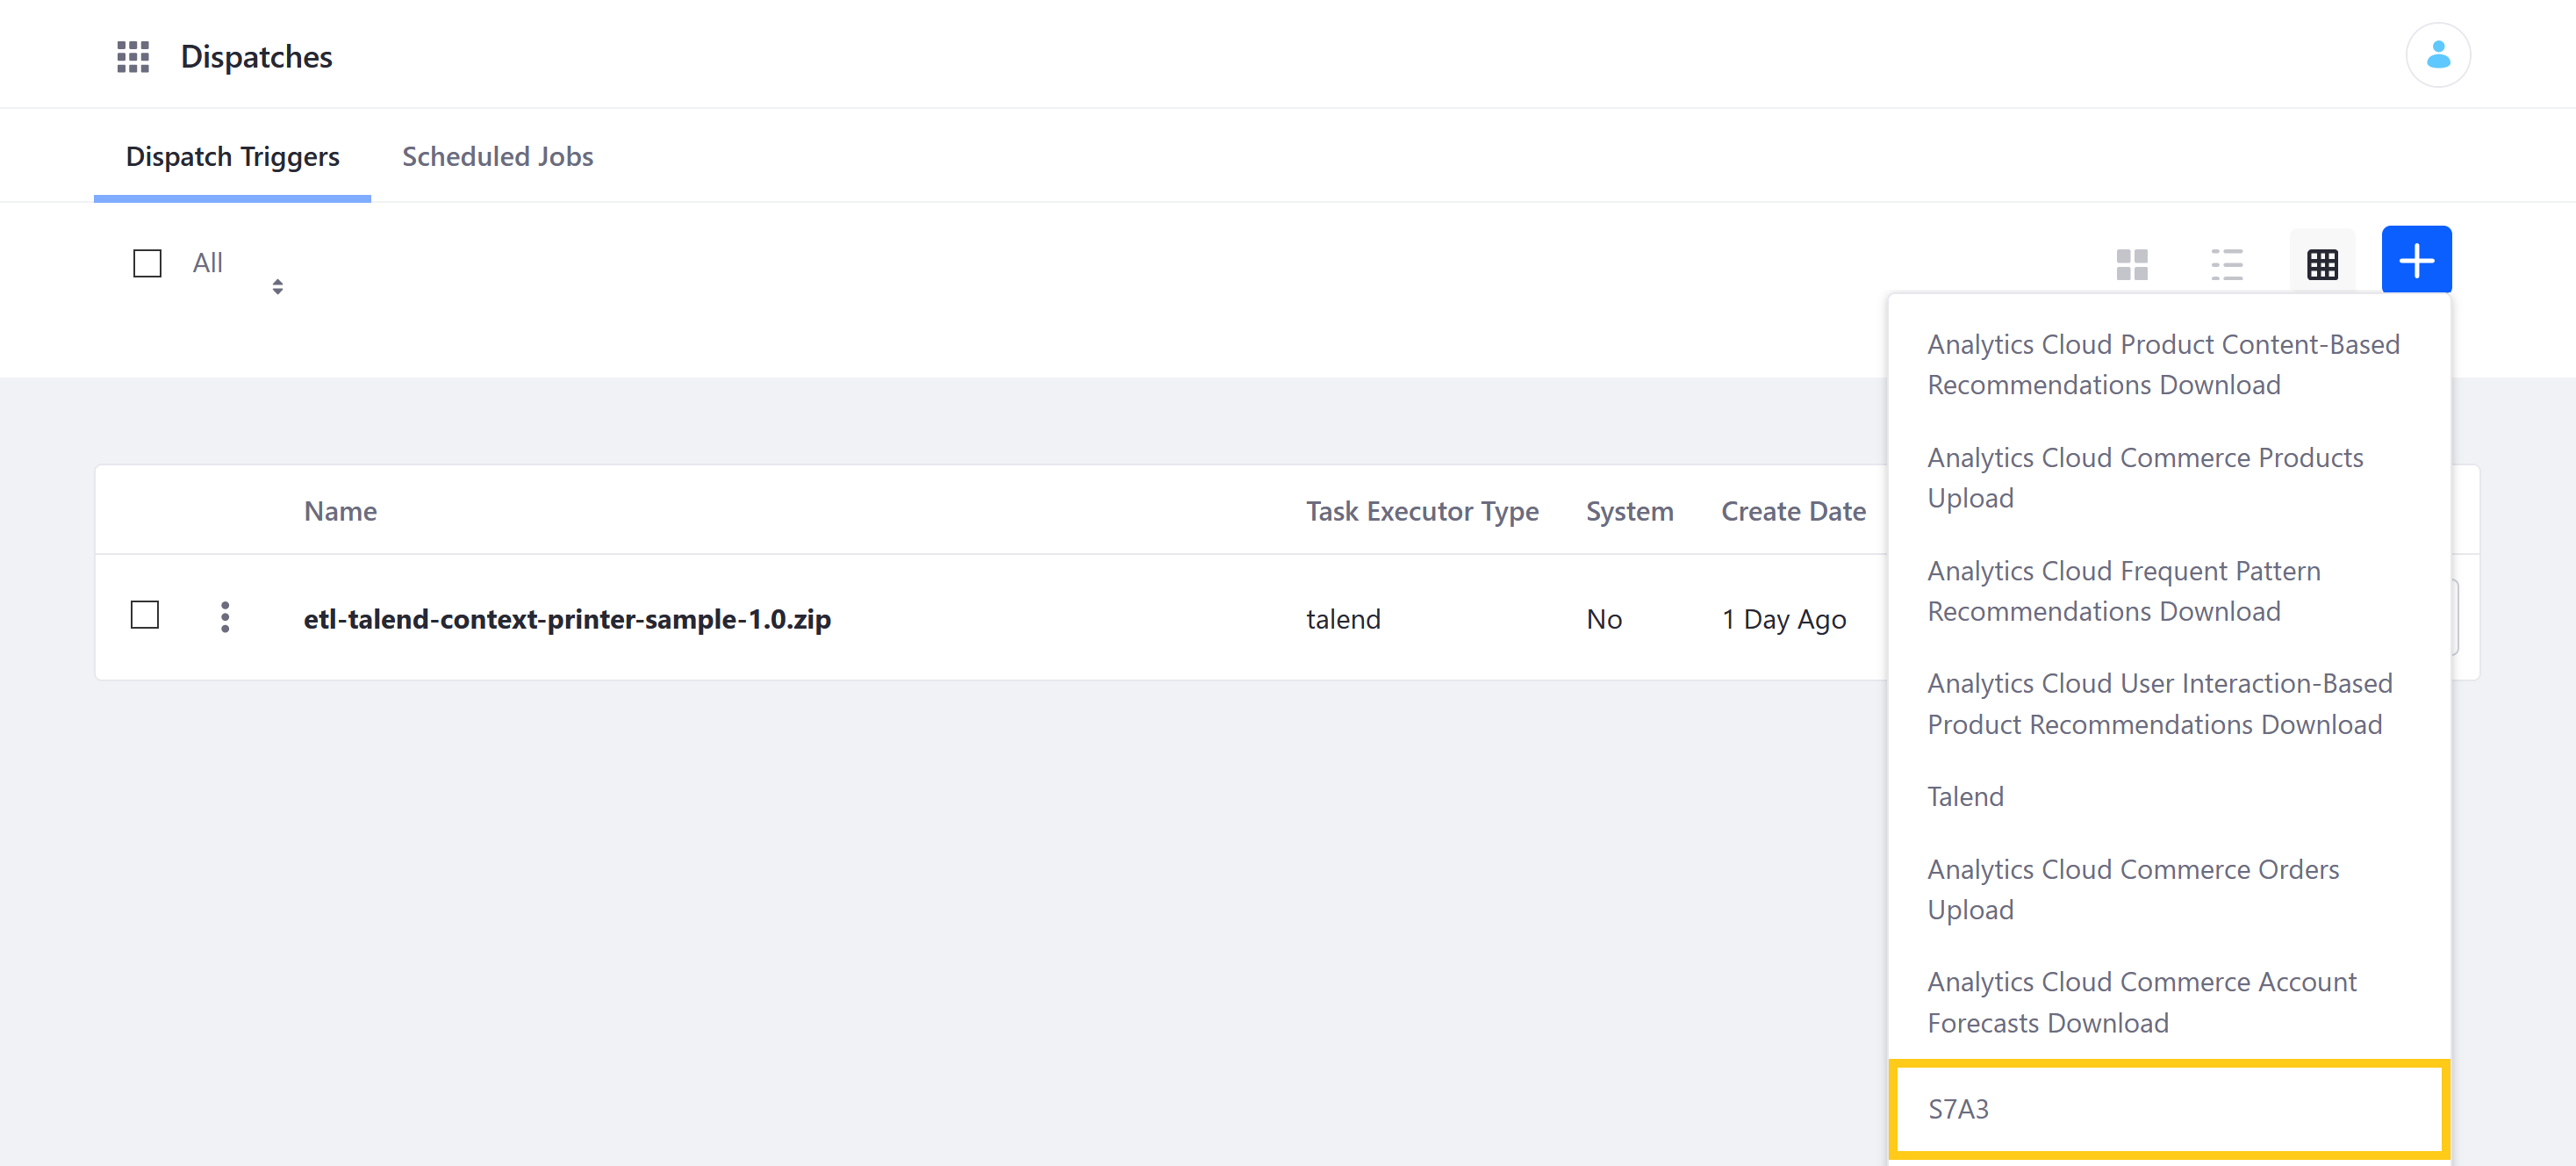 Dispatches
Dispatch Triggers
Scheduled Jobs
All
Name
Task Executor Type
System
Create Date
etl-talend-context-printer-sample-1.0.zip
talend
No
1 Day Ago
Analytics Cloud Product Content-Based
Recommendations Download
Analytics Cloud Commerce Products
Upload
Analytics Cloud Frequent Pattern
Recommendations Download
Analytics Cloud User Interaction-Based
Product Recommendations Download
Talend
Analytics Cloud Commerce Orders
Upload
Analytics Cloud Commerce Account
Forecasts Download
S7A3